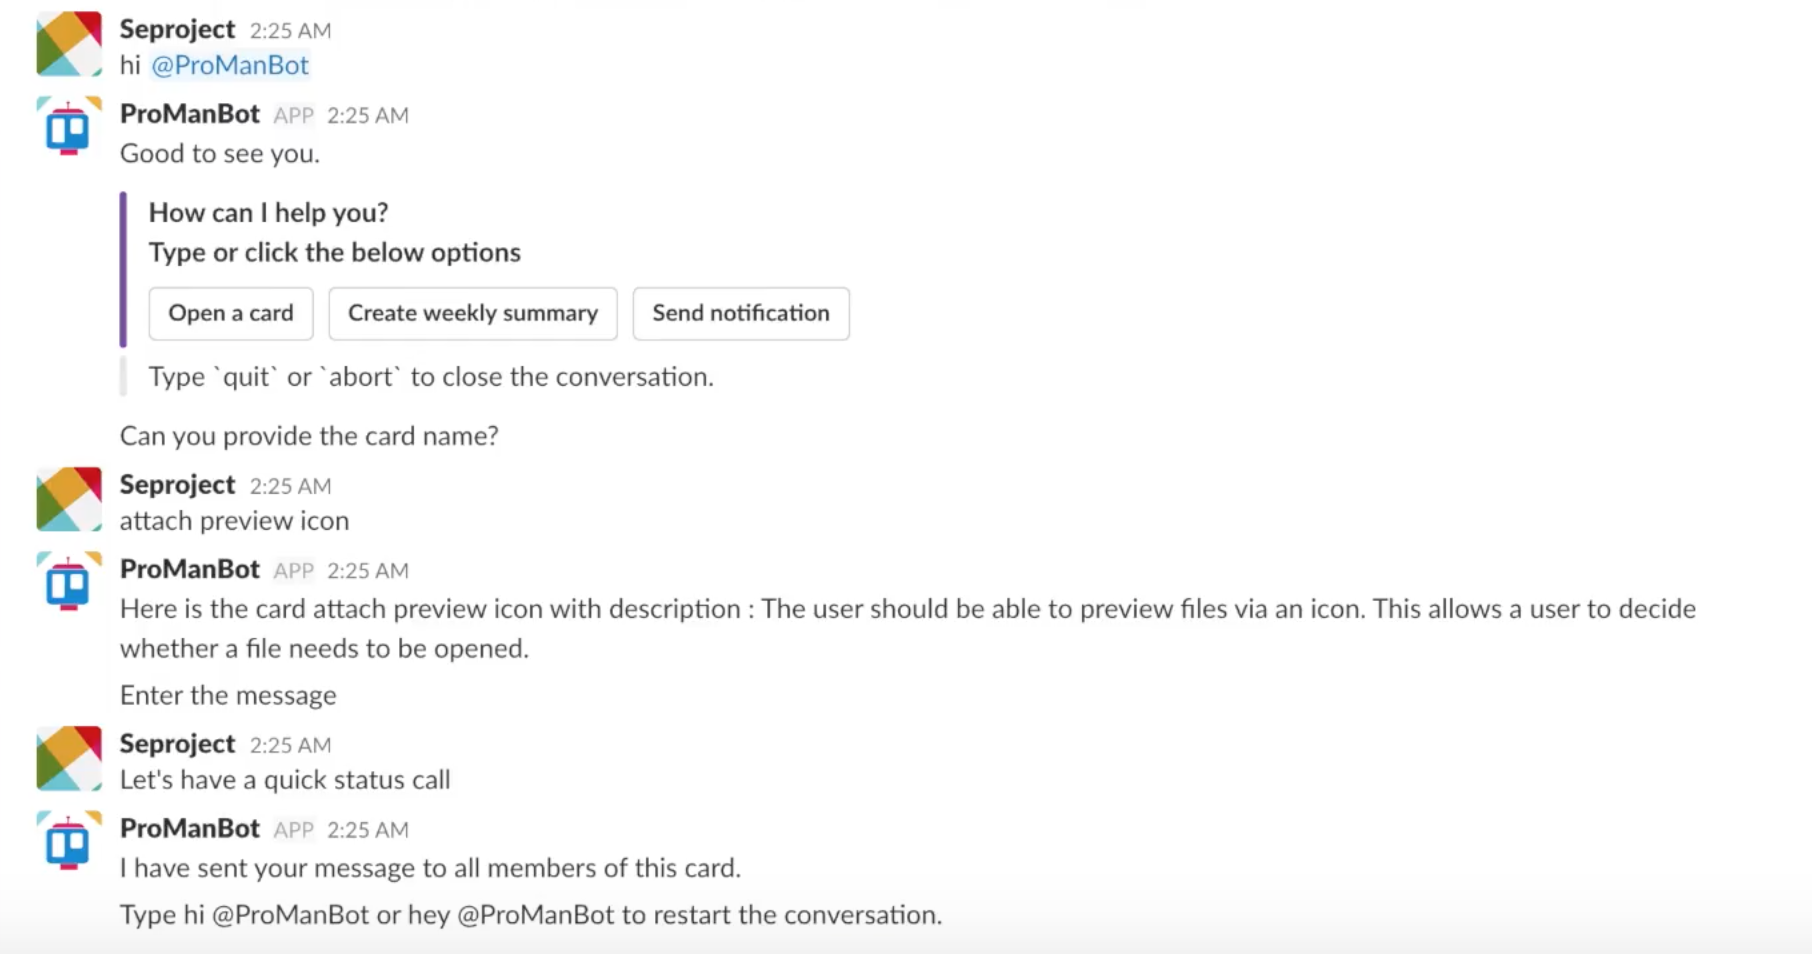 Seproject 2:25 AM
hi @ProManBot
ProManBot APP 2:25 AM
Good to see you.
How can I help you?
Type or click the below options
Open a card Create weekly summary Send notification
Type `quit` or `abort` to close the conversation.
Can you provide the card name?
Seproject 2:25 AM
attach preview icon
ProManBot APP 2:25 AM
Here is the card attach preview icon with description : The user should be able to preview files via an icon. This allows a user to decide
whether a file needs to be opened.
Enter the message
Seproject 2:25 AM
Let's have a quick status call
ProManBot APP 2:25 AM
I have sent your message to all members of this card.
Type hi @ProManBot or hey @ProManBot to restart the conversation.